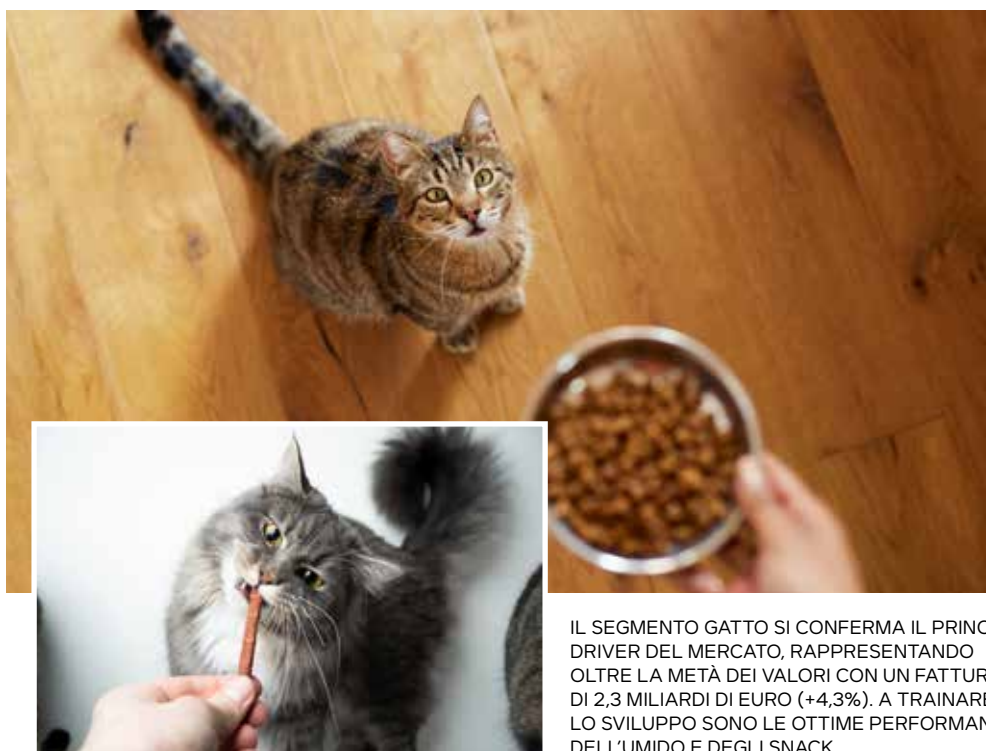 IL SEGMENTO GATTO SI CONFERMA IL PRINC
DRIVER DEL MERCATO, RAPPRESENTANDO
OLTRE LA METÀ DEI VALORI CON UN FATTUR
DI 2,3 MILIARDI DI EURO (+4,3%). A TRAINARE
LO SVILUPPO SONO LE OTTIME PERFORMAN
DELL'UMIDO E DEGLI SNACK